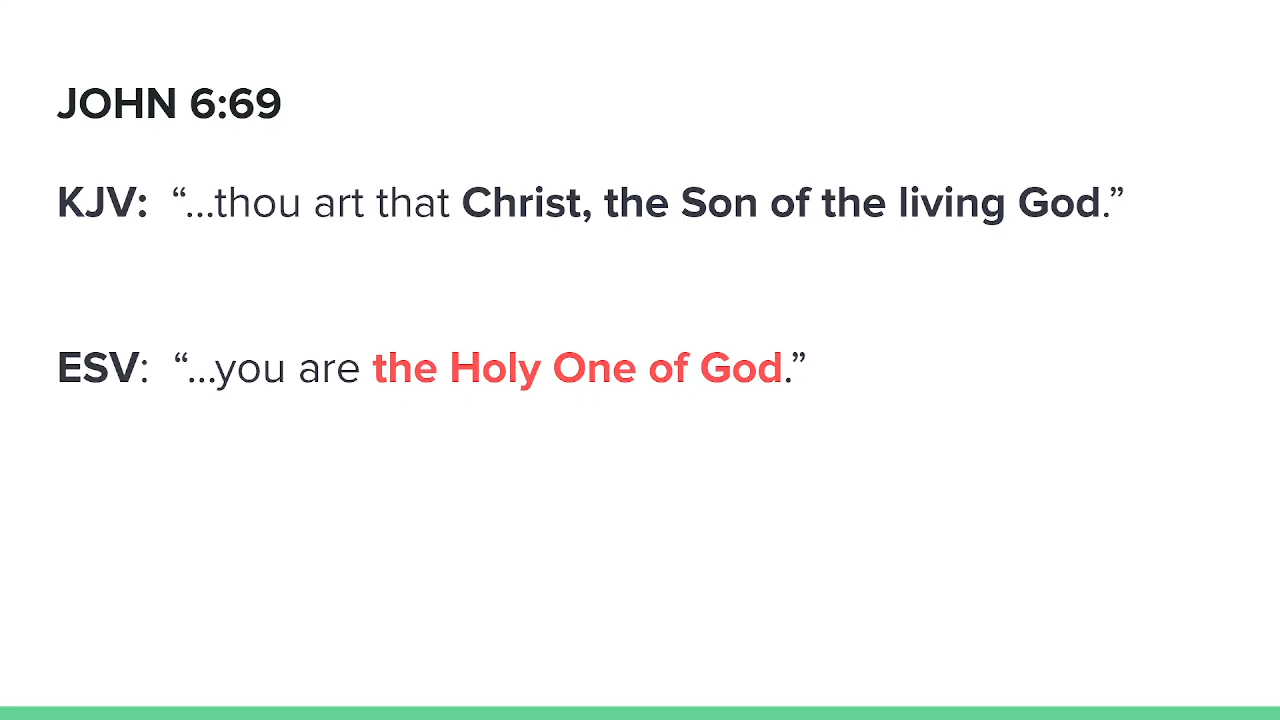 JOHN 6:69
KJV: “...thou art that Christ, the Son of the living God.”
ESV: “...you are the Holy One of God.”